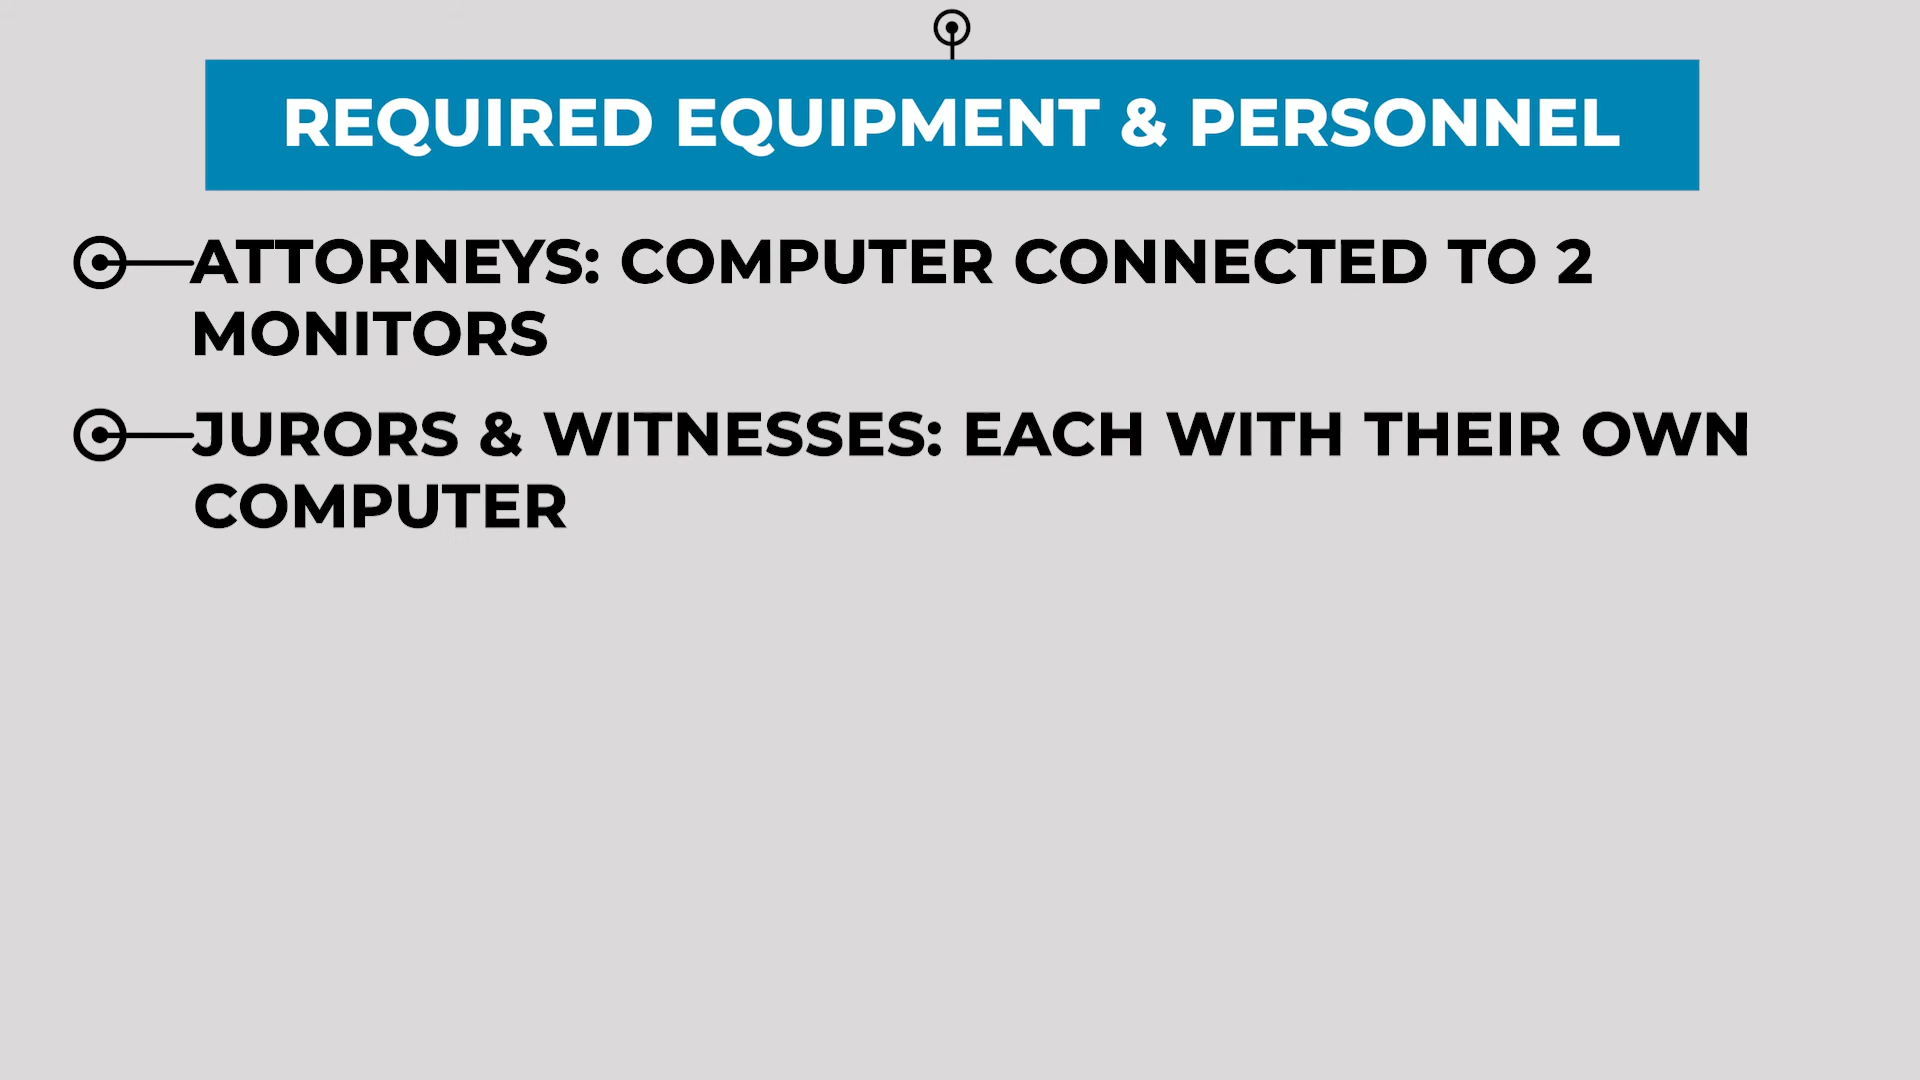 REQUIRED EQUIPMENT & PERSONNEL
ATTORNEYS: COMPUTER CONNECTED TO 2
MONITORS
JURORS & WITNESSES: EACH WITH THEIR OWN
COMPUTER